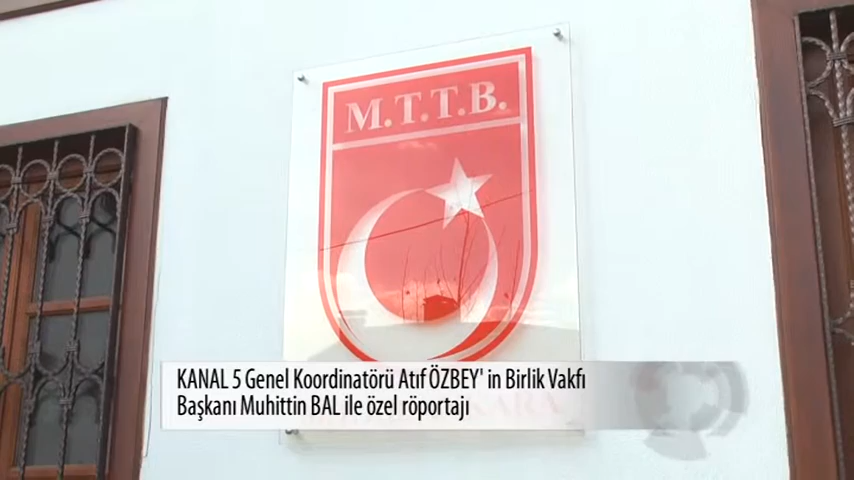 M.T.T.B.
KANAL 5 Genel Koordinatörü Atıf ÖZBEY' in Birlik Vakfı
Başkanı Muhittin BAL ile özel röportajı